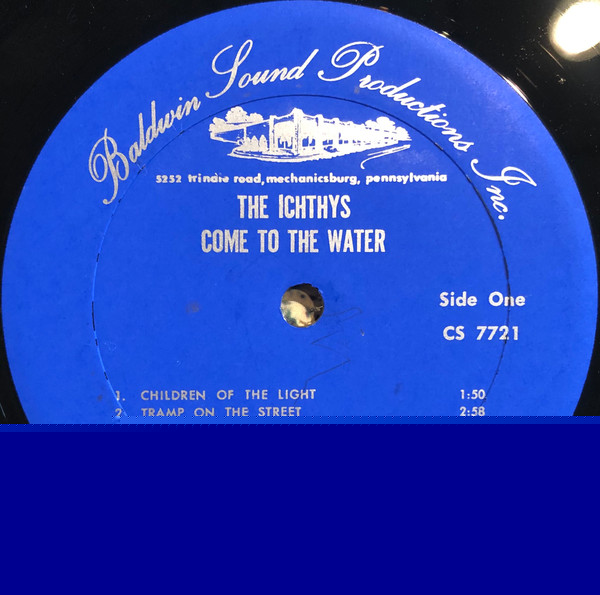 Baldwin Sound Productions Inc.
5252 trindle road, mechanicsburg, pennsylvania
THE ICHTHYS
COME TO THE WATER
Side One
CS 7721
1. CHILDREN OF THE LIGHT 1:50
2. TRAMP ON THE STREET 2:58